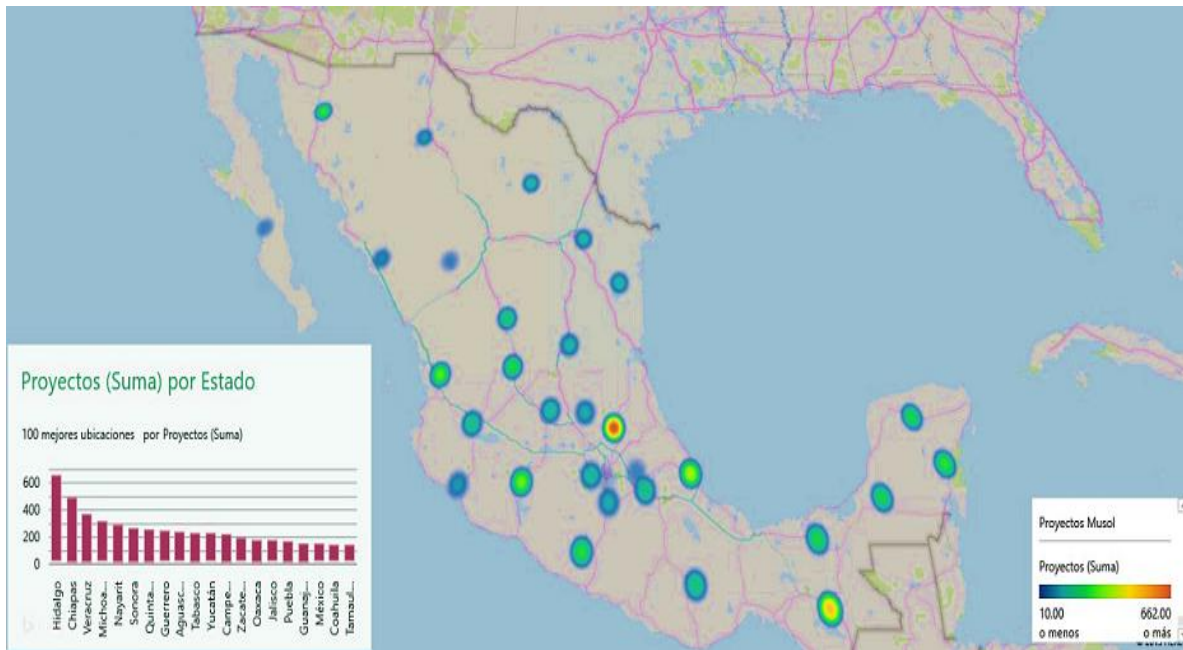 Proyectos (Suma) por Estado
100 mejores ubicaciones por Proyectos (Suma)
600
400
200
0
Hidalgo
Chiapas
Veracruz
Michoa...
Nayarit
Sonora
Quinta...
Guerrero
Aguasc...
Tabasco
Yucatán
Campe...
Zacate...
Oaxaca
Jalisco
Puebla
Guanaj...
México
Coahuila
Tamaul...
Proyectos Musol
Proyectos (Suma)
10.00 662.00
o menos o más